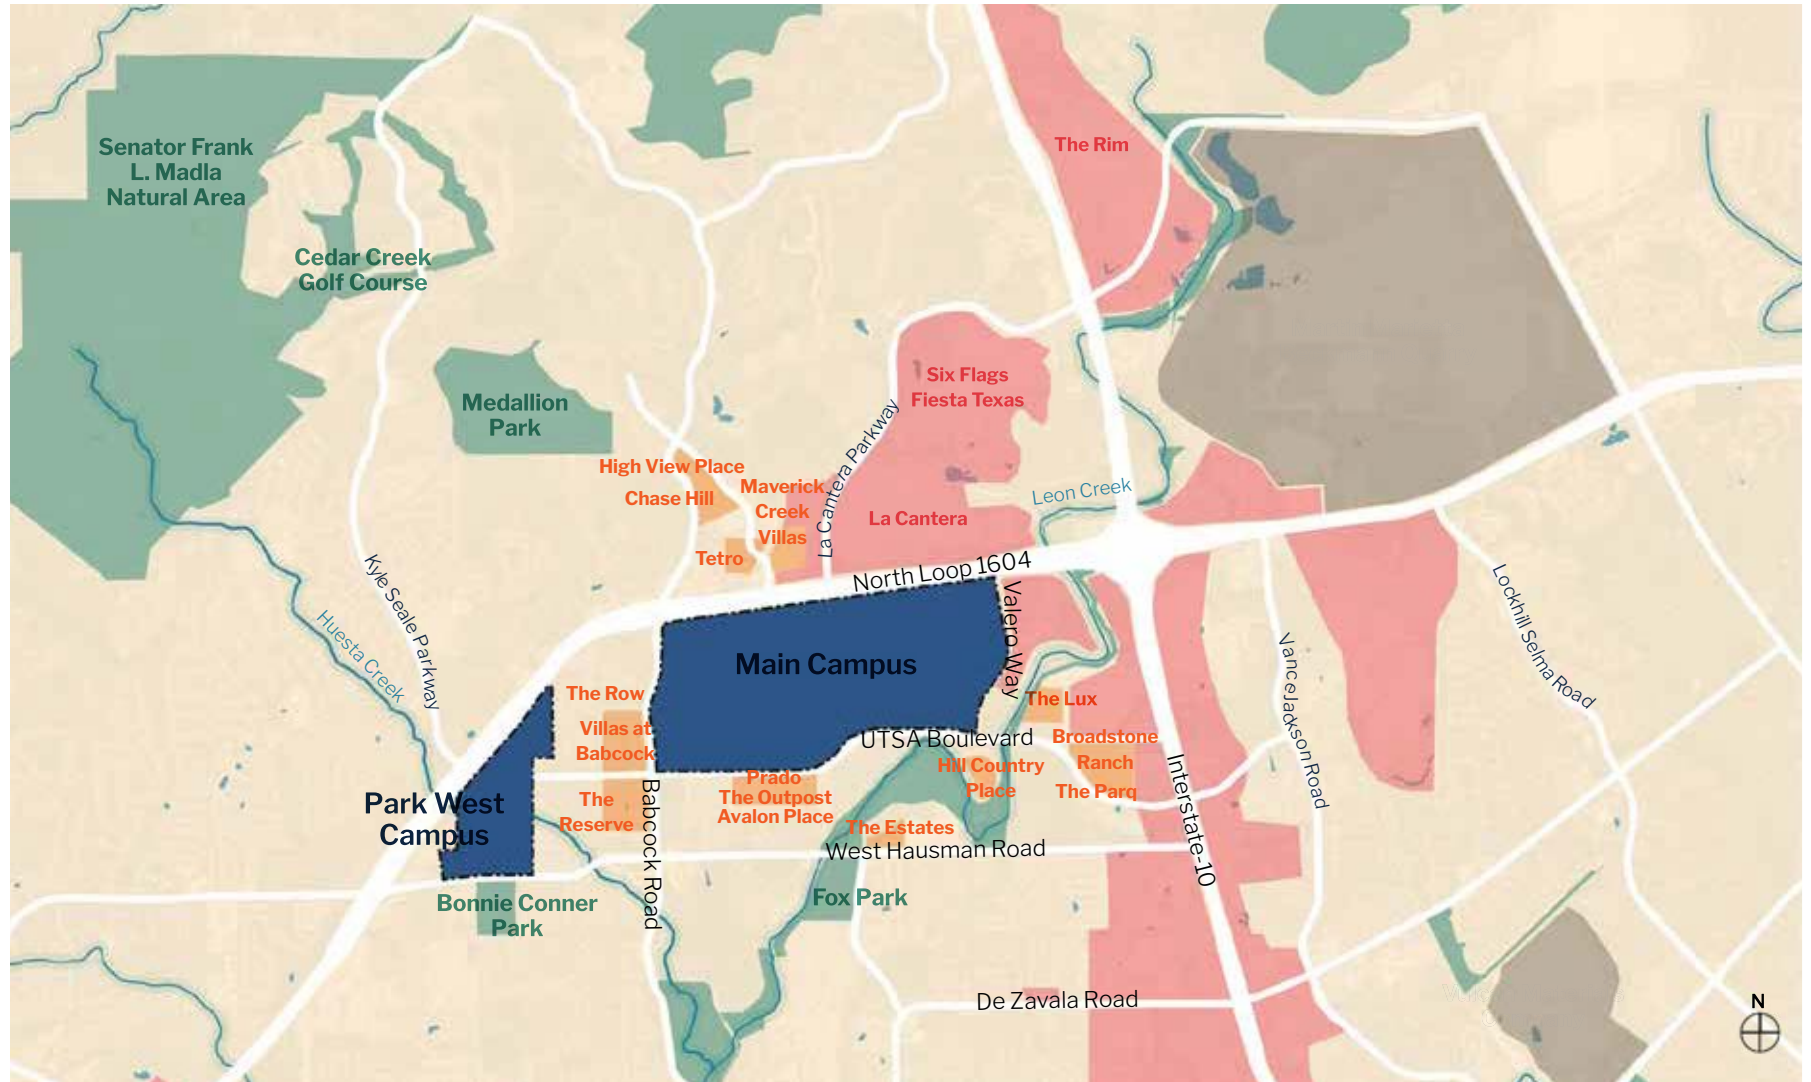 The Rim
Senator Frank
L. Madla
Natural Area
Cedar Creek
Golf Course
Six Flags
Fiesta Texas
Medallion
Park
High View Place
Chase Hill
Maverick
Creek
Villas
Tetro
La Cantera Parkway
La Cantera
Leon Creek
North Loop 1604
Kyle Seale Parkway
Huesta Creek
Valero Way
Main Campus
Vance Jackson Road
Lockhill Selma Road
The Row
Villas at
Babcock
The Lux
UTSA Boulevard
Broadstone
Ranch
The Parq
Hill Country
Place
Prado
The Outpost
Avalon Place
The
Reserve
Park West
Campus
Babcock Road
The Estates
West Hausman Road
Interstate-10
Bonnie Conner
Park
Fox Park
De Zavala Road
N